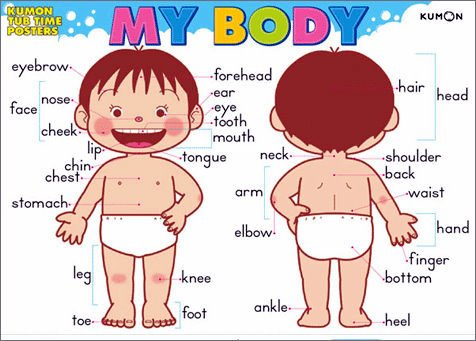 KUMON
TUB TIME
POSTERS
MY BODY
KUMON
eyebrow
forehead
ear
eye
tooth
mouth
face
nose
cheek
lip
tongue
chin
chest
stomach
leg
knee
foot
toe
hair
head
neck
shoulder
back
arm
waist
elbow
hand
finger
bottom
ankle
heel